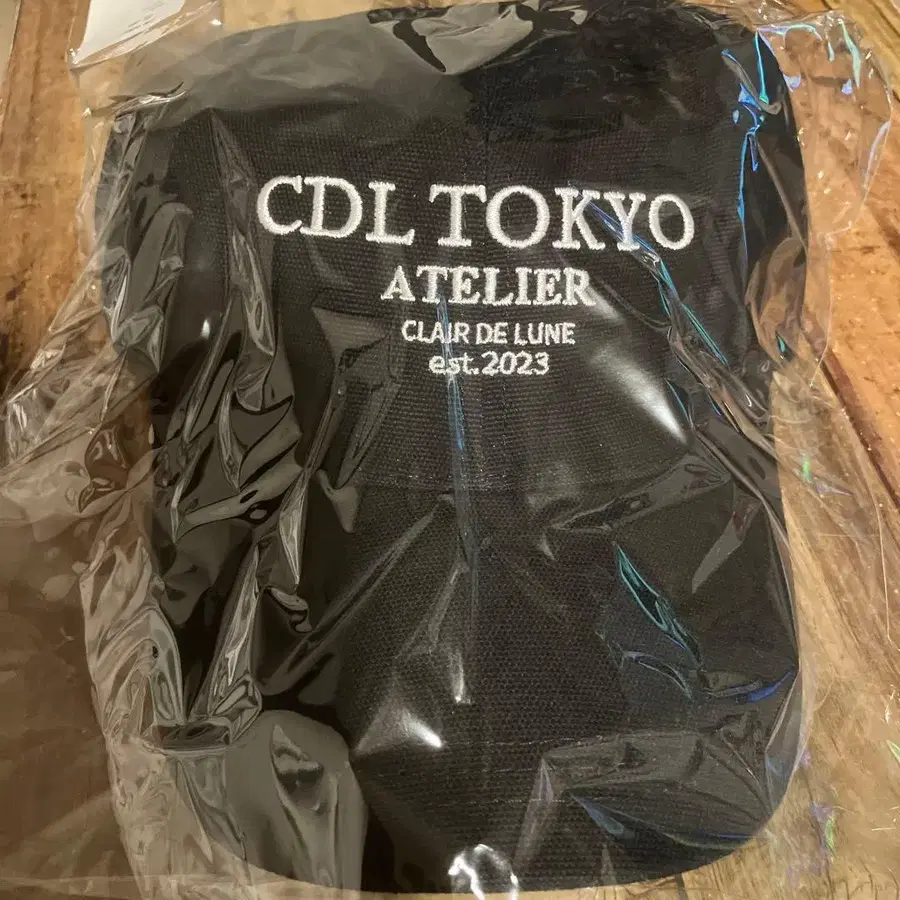 CDL TOKYO
ATELIER
CLAIR DE LUNE
est.2023